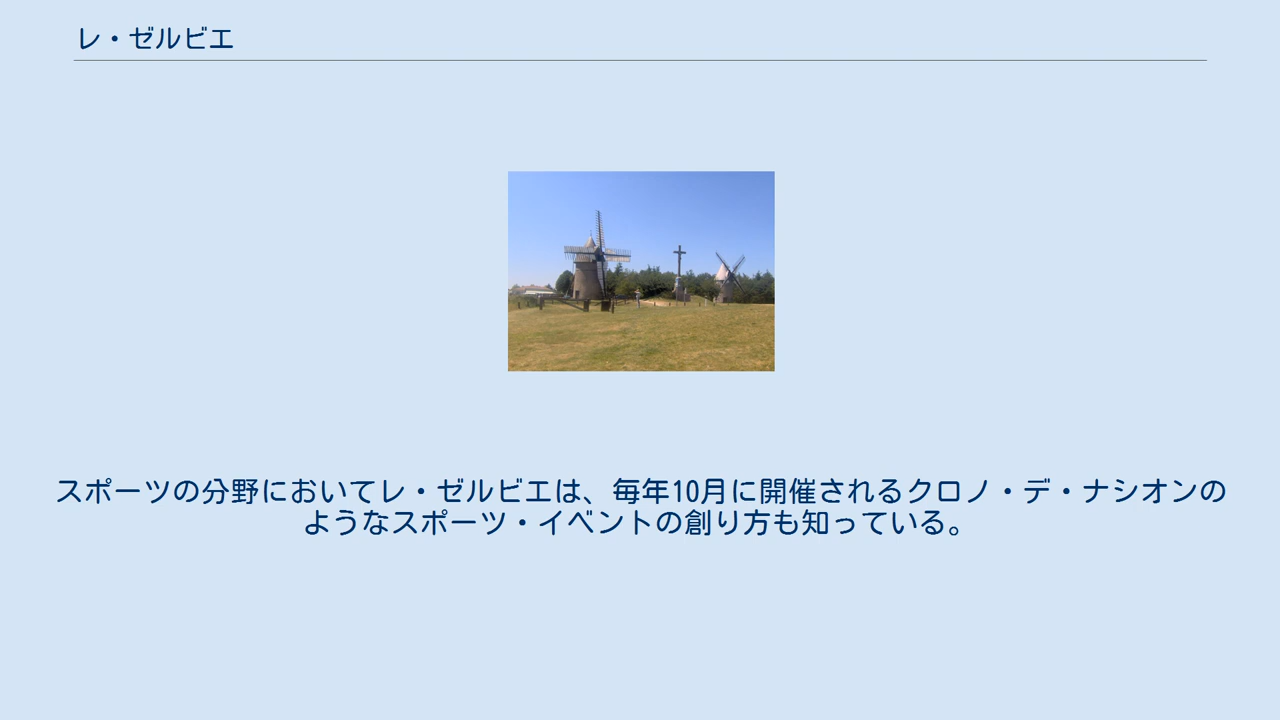 レ・ゼルビエ
スポーツの分野においてレ・ゼルビエは、毎年10月に開催されるクロノ・デ・ナシオンの
ようなスポーツ・イベントの創り方も知っている。